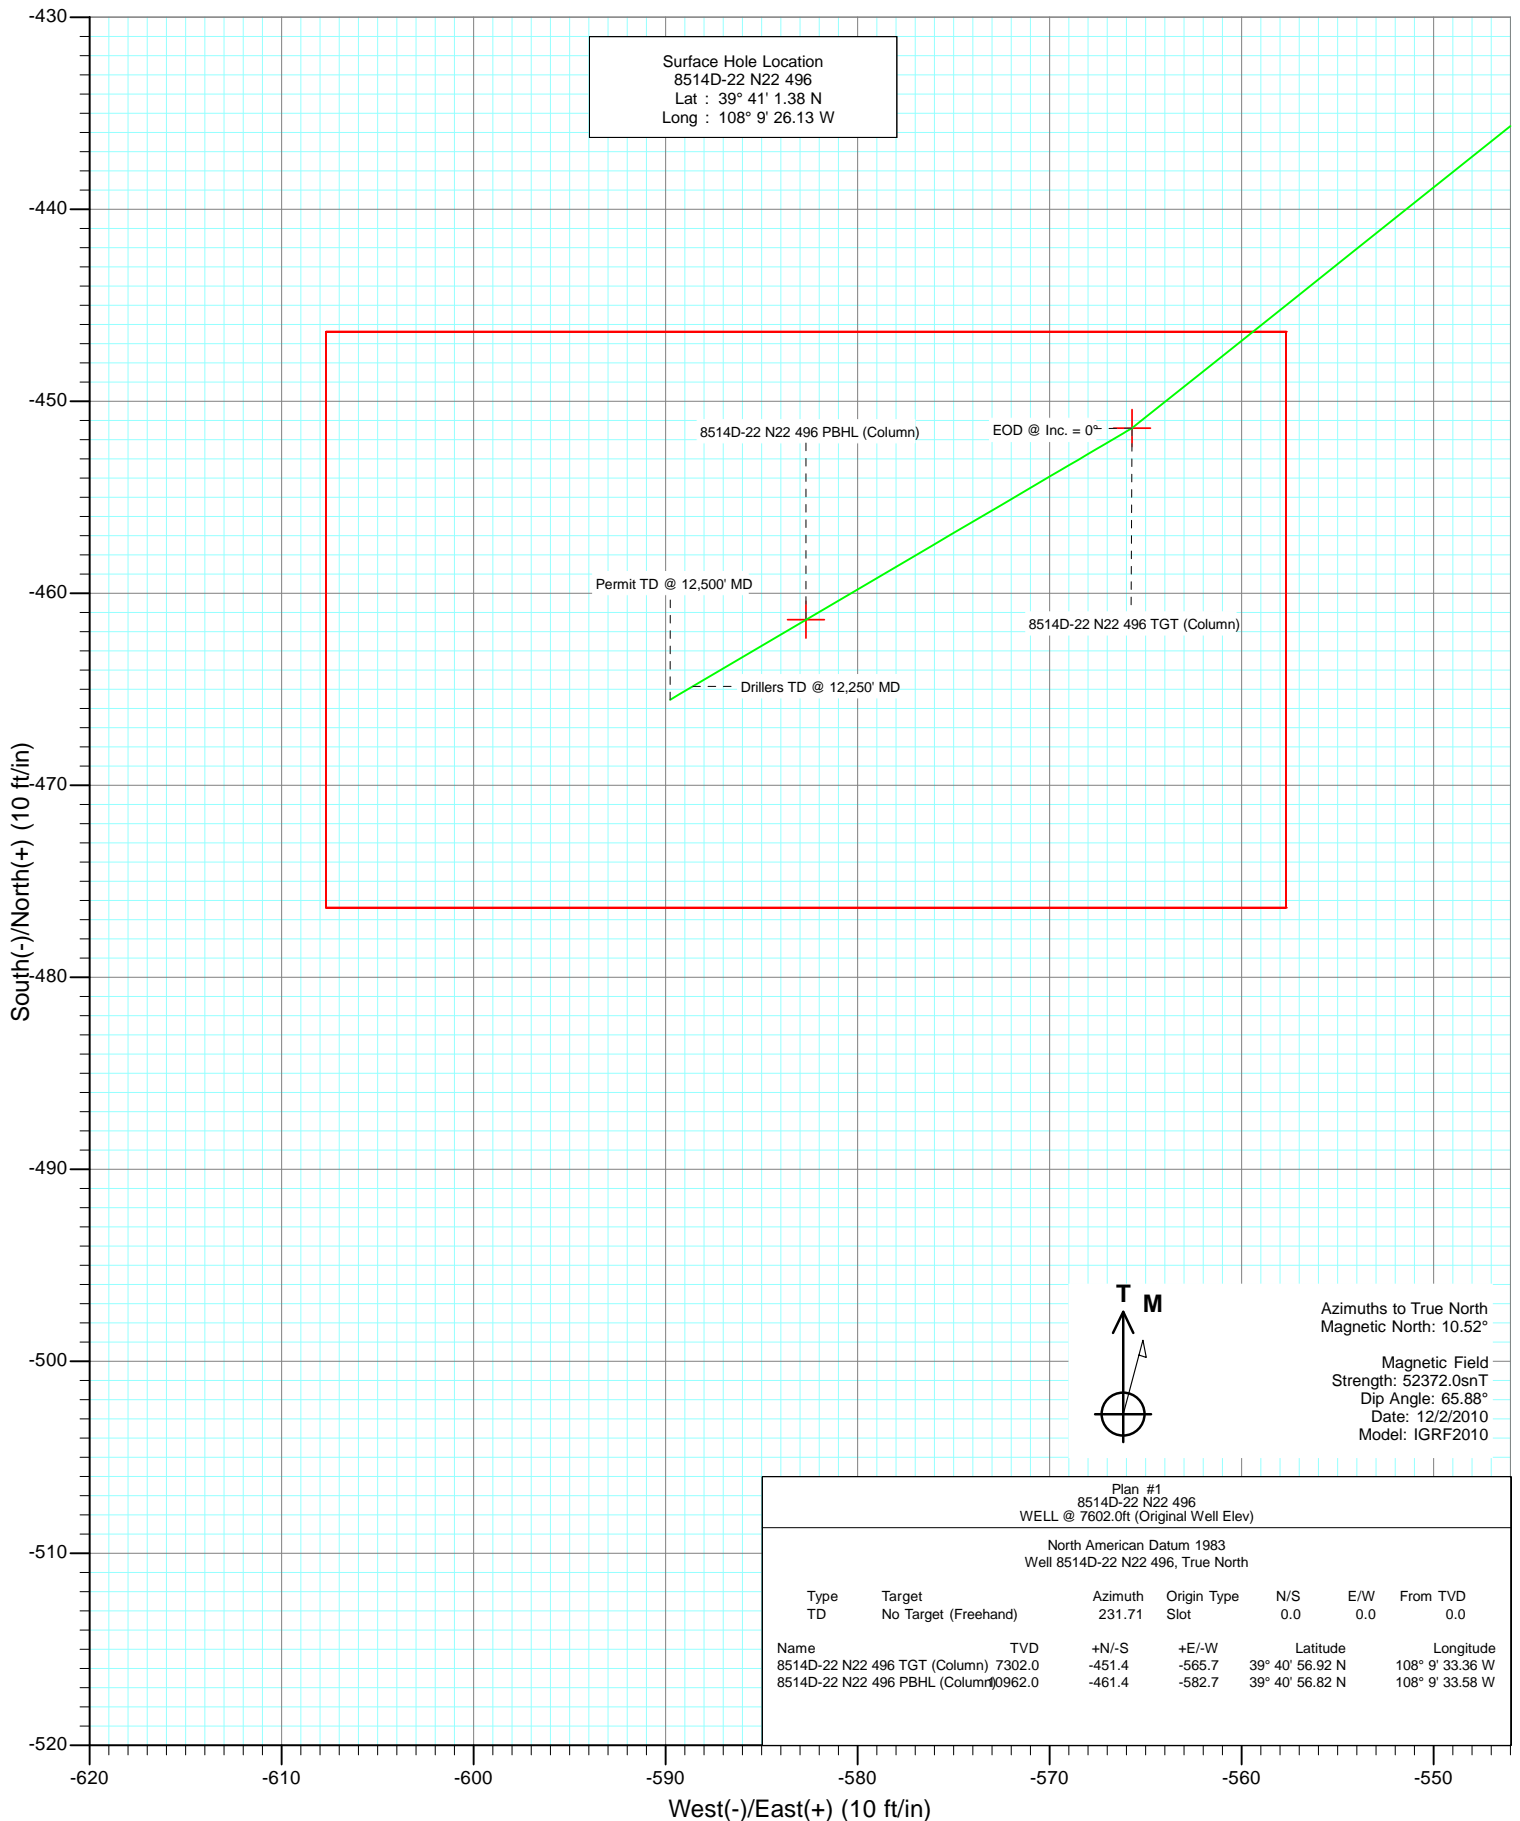 -430
Surface Hole Location
8514D-22 N22 496
Lat : 39° 41' 1.38 N
Long : 108° 9' 26.13 W
-440
-450
8514D-22 N22 496 PBHL (Column)
EOD @ Inc. = 0°
-460
Permit TD @ 12,500' MD
8514D-22 N22 496 TGT (Column)
Drillers TD @ 12,250' MD
-470
South(-)/North(+) (10 ft/in)
-480
-490
-500
T M
Azimuths to True North
Magnetic North: 10.52°
Magnetic Field
Strength: 52372.0snT
Dip Angle: 65.88°
Date: 12/2/2010
Model: IGRF2010
Plan #1
8514D-22 N22 496
WELL @ 7602.0ft (Original Well Elev)
-510
North American Datum 1983
Well 8514D-22 N22 496, True North
Type Target Azimuth Origin Type N/S E/W From TVD
TD No Target (Freehand) 231.71 Slot 0.0 0.0 0.0
Name TVD +N/-S +E/-W Latitude Longitude
8514D-22 N22 496 TGT (Column) 7302.0 -451.4 -565.7 39° 40' 56.92 N 108° 9' 33.36 W
8514D-22 N22 496 PBHL (Column) 10962.0 -461.4 -582.7 39° 40' 56.82 N 108° 9' 33.58 W
-520
-620 -610 -600 -590 -580 -570 -560 -550
West(-)/East(+) (10 ft/in)